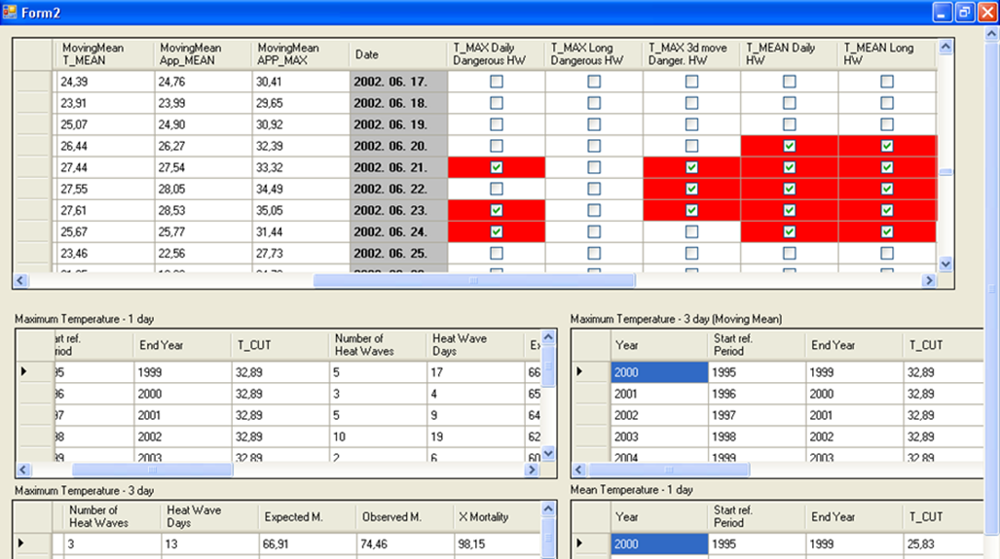 Form2
MovingMean T_MEAN MovingMean App_MEAN MovingMean APP_MAX Date T_MAX Daily Dangerous HW T_MAX Long Dangerous HW T_MAX 3d move Danger. HW T_MEAN Daily HW T_MEAN Long HW
24,39 24,76 30,41 2002. 06. 17.
23,91 23,99 29,65 2002. 06. 18.
25,07 24,90 30,92 2002. 06. 19.
26,44 26,27 32,39 2002. 06. 20.
27,44 27,54 33,32 2002. 06. 21.
27,55 28,05 34,49 2002. 06. 22.
27,61 28,53 35,05 2002. 06. 23.
25,67 25,77 31,44 2002. 06. 24.
23,46 22,56 27,73 2002. 06. 25.
Maximum Temperature - 1 day
art ref. riod End Year T_CUT Number of Heat Waves Heat Wave Days Ex
95 1999 32,89 5 17 66
96 2000 32,89 3 4 65
97 2001 32,89 5 9 64
98 2002 32,89 10 19 62
99 2003 32,89 2 6 60
Maximum Temperature - 3 day (Moving Mean)
Year Start ref. Period End Year T_CUT
2000 1995 1999 32,89
2001 1996 2000 32,89
2002 1997 2001 32,89
2003 1998 2002 32,89
2004 1999 2003 32,89
Maximum Temperature - 3 day
Number of Heat Waves Heat Wave Days Expected M. Observed M. X Mortality
3 13 66,91 74,46 98,15
Mean Temperature - 1 day
Year Start ref. Period End Year T_CUT
2000 1995 1999 25,83